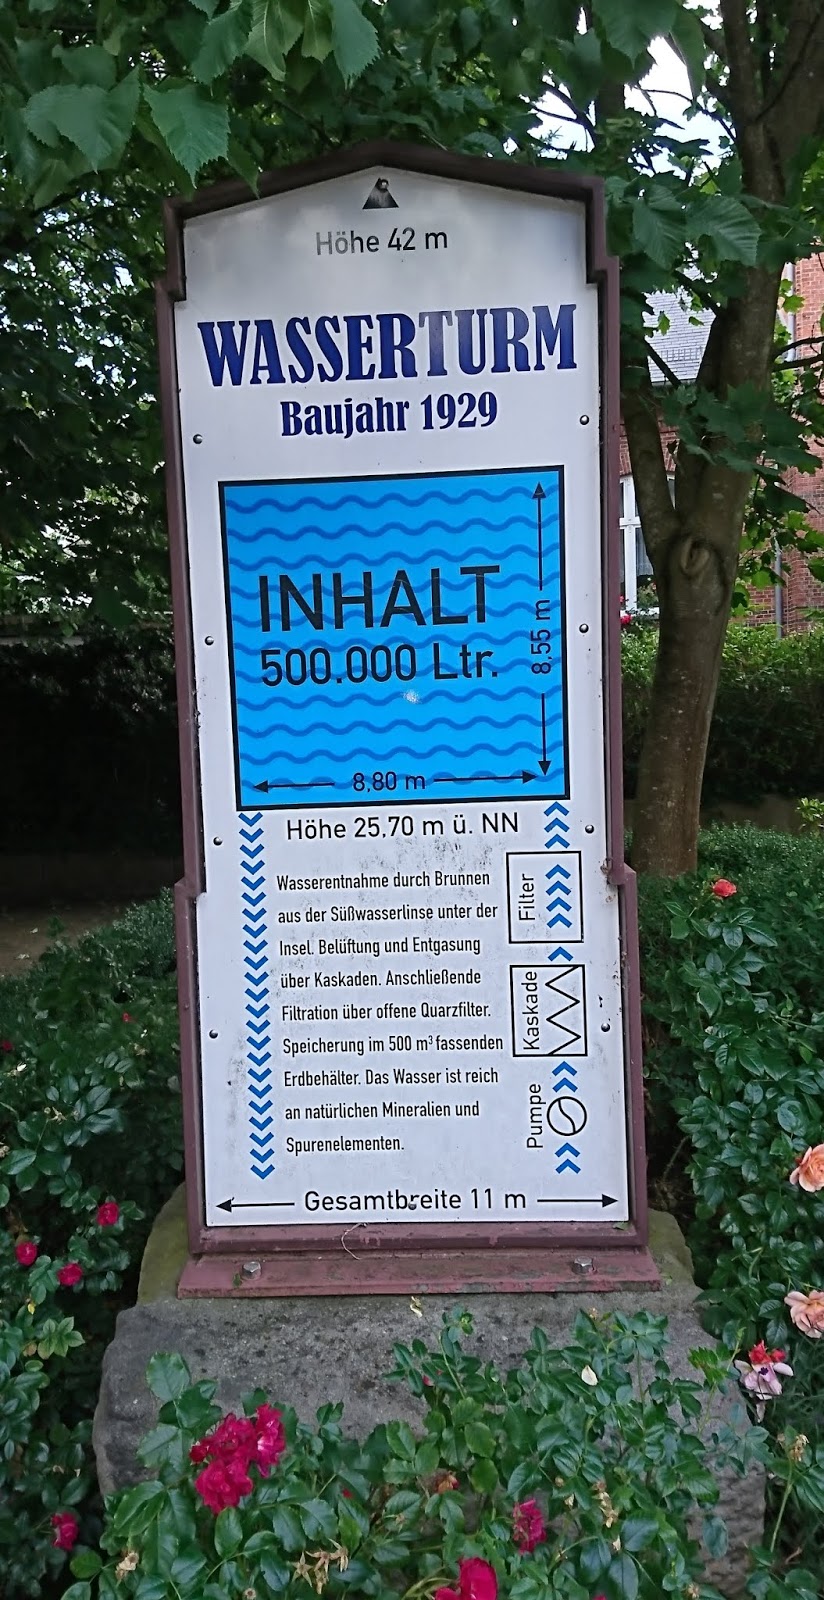 Höhe 42 m
WASSERTURM
Baujahr 1929
INHALT
500.000 Ltr.
8,55 m
8,80 m
Höhe 25,70 m ü. NN
Wasserentnahme durch Brunnen
aus der Süßwasserlinse unter der
Insel. Belüftung und Entgasung
über Kaskaden. Anschließende
Filtration über offene Quarzfilter.
Speicherung im 500 m³ fassenden
Erdbehälter. Das Wasser ist reich
an natürlichen Mineralien und
Spurenelementen.
Filter
Kaskade
Pumpe
Gesamtbreite 11 m